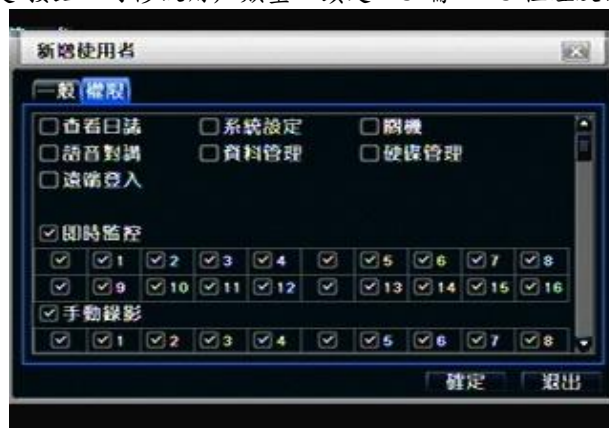 新增使用者
一般 權限
查看日誌 系統設定 關機
語音對講 資料管理 硬碟管理
遠端登入
即時監控
1 2 3 4 5 6 7 8
9 10 11 12 13 14 15 16
手動錄影
1 2 3 4 5 6 7 8
確定 退出